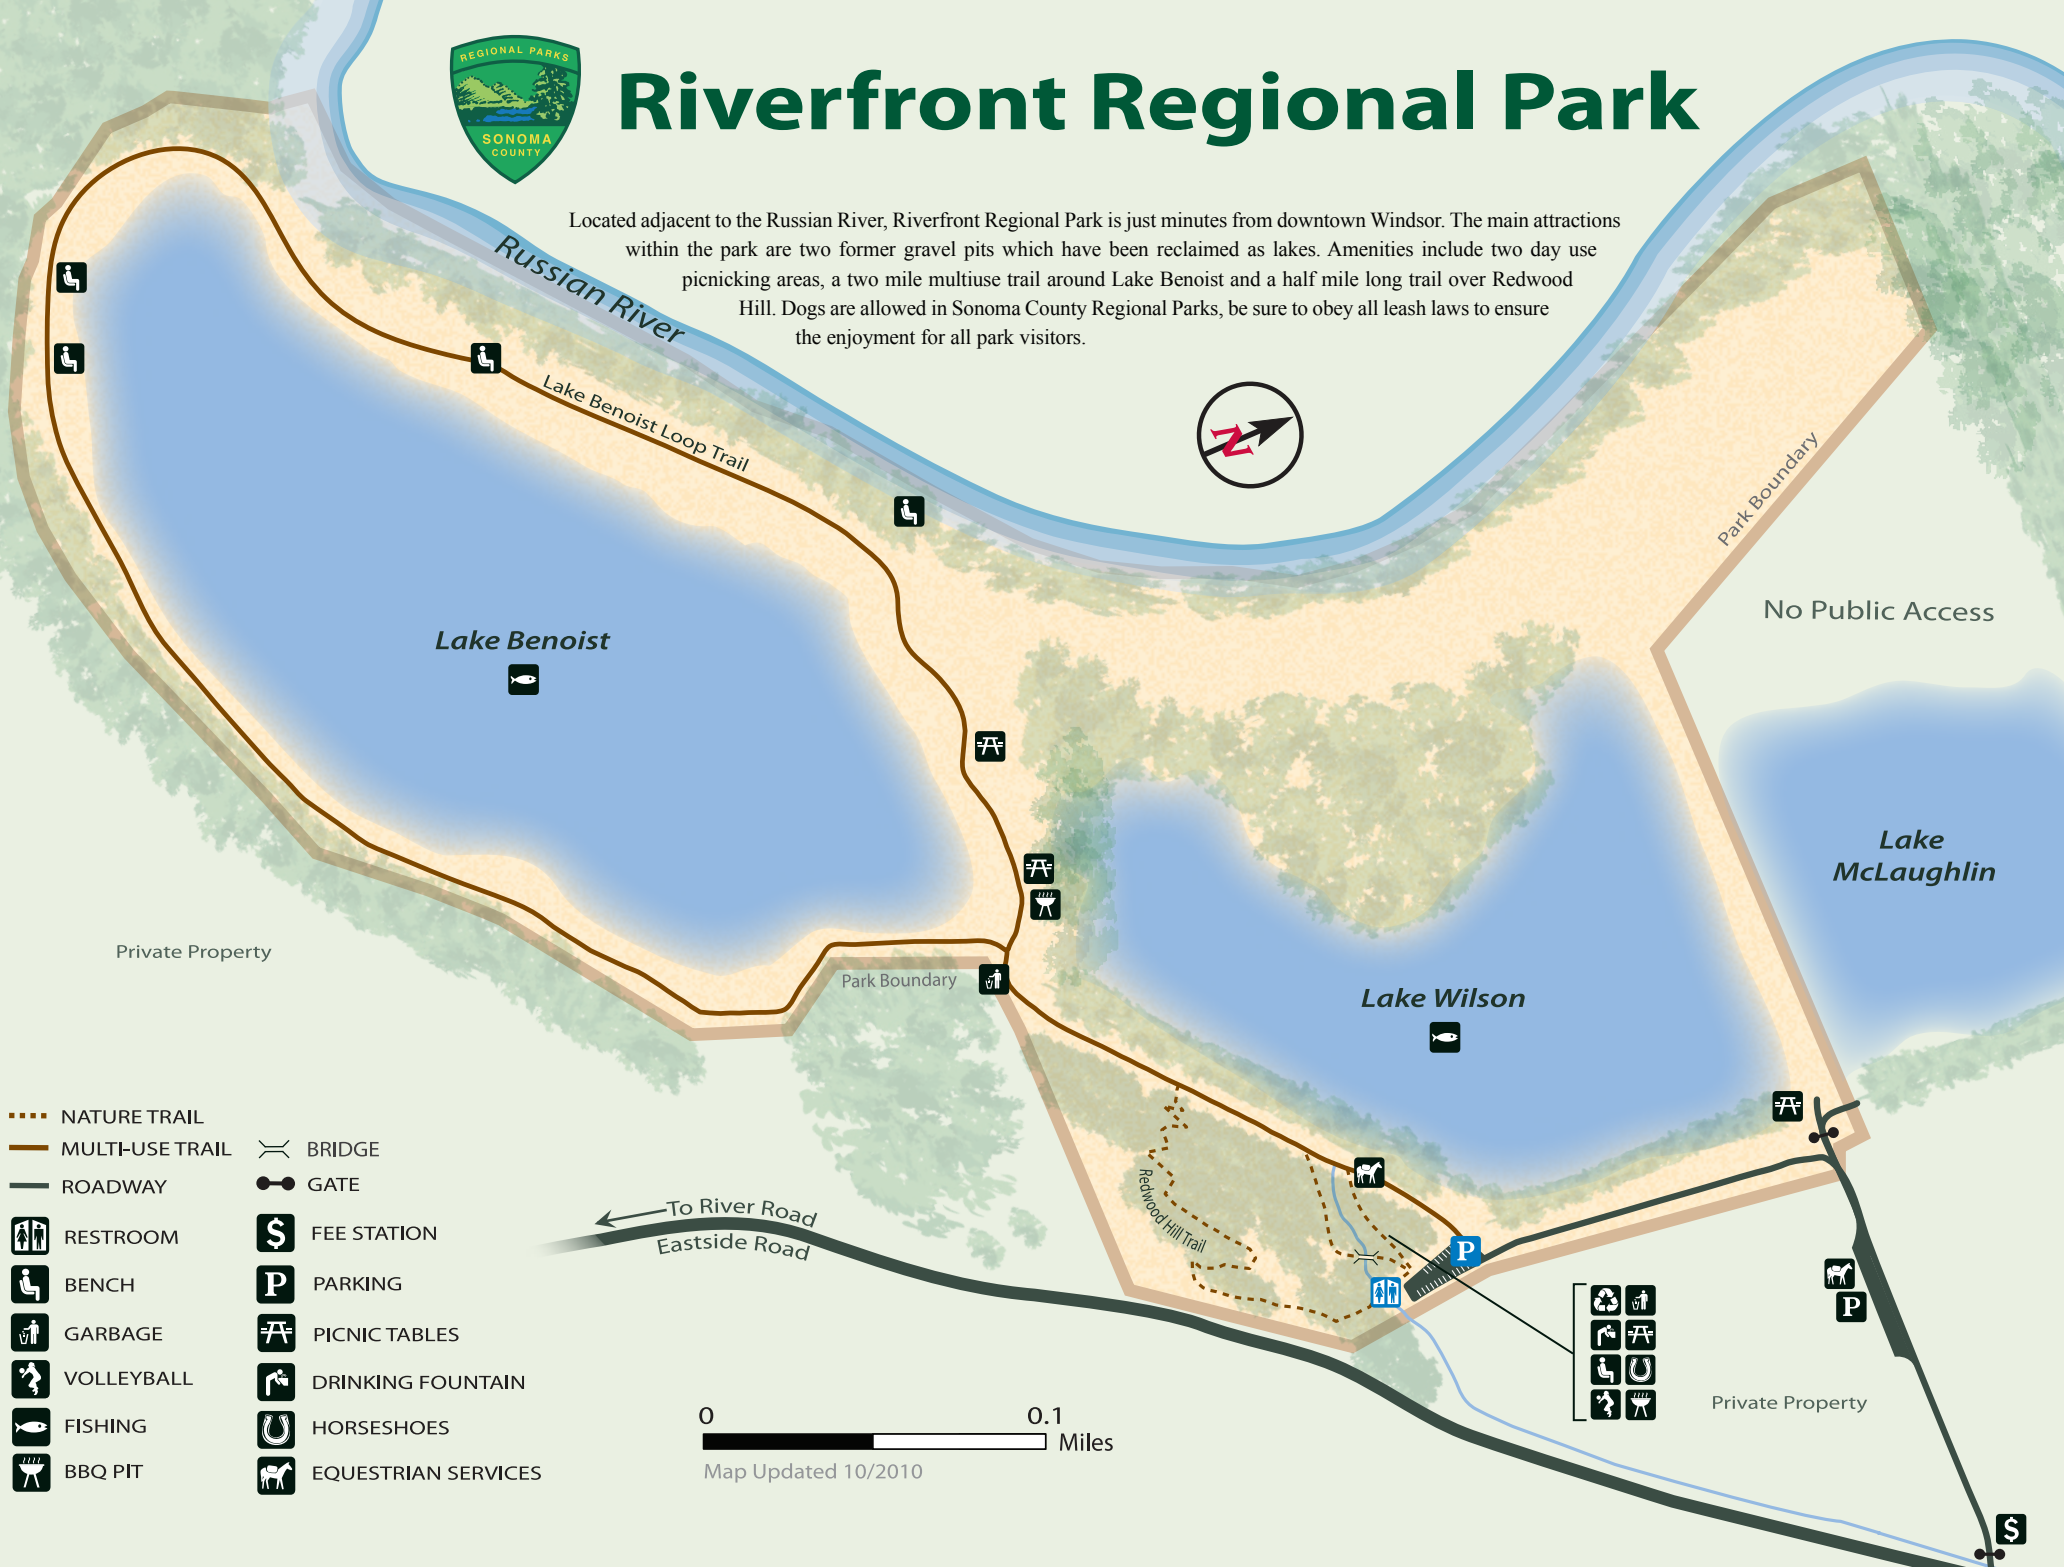 REGIONAL PARKS
SONOMA
COUNTY
Riverfront Regional Park
Located adjacent to the Russian River, Riverfront Regional Park is just minutes from downtown Windsor. The main attractions
within the park are two former gravel pits which have been reclaimed as lakes. Amenities include two day use
picnicking areas, a two mile multiuse trail around Lake Benoist and a half mile long trail over Redwood
Hill. Dogs are allowed in Sonoma County Regional Parks, be sure to obey all leash laws to ensure
the enjoyment for all park visitors.
Russian River
Lake Benoist Loop Trail
N
Park Boundary
No Public Access
Lake Benoist
Lake
McLaughlin
Private Property
Park Boundary
Lake Wilson
Redwood Hill Trail
To River Road
Eastside Road
P
P
Private Property
$
NATURE TRAIL
MULTI-USE TRAIL
ROADWAY
RESTROOM
BENCH
GARBAGE
VOLLEYBALL
FISHING
BBQ PIT
BRIDGE
GATE
$ FEE STATION
P PARKING
PICNIC TABLES
DRINKING FOUNTAIN
HORSESHOES
EQUESTRIAN SERVICES
0 0.1
Miles
Map Updated 10/2010